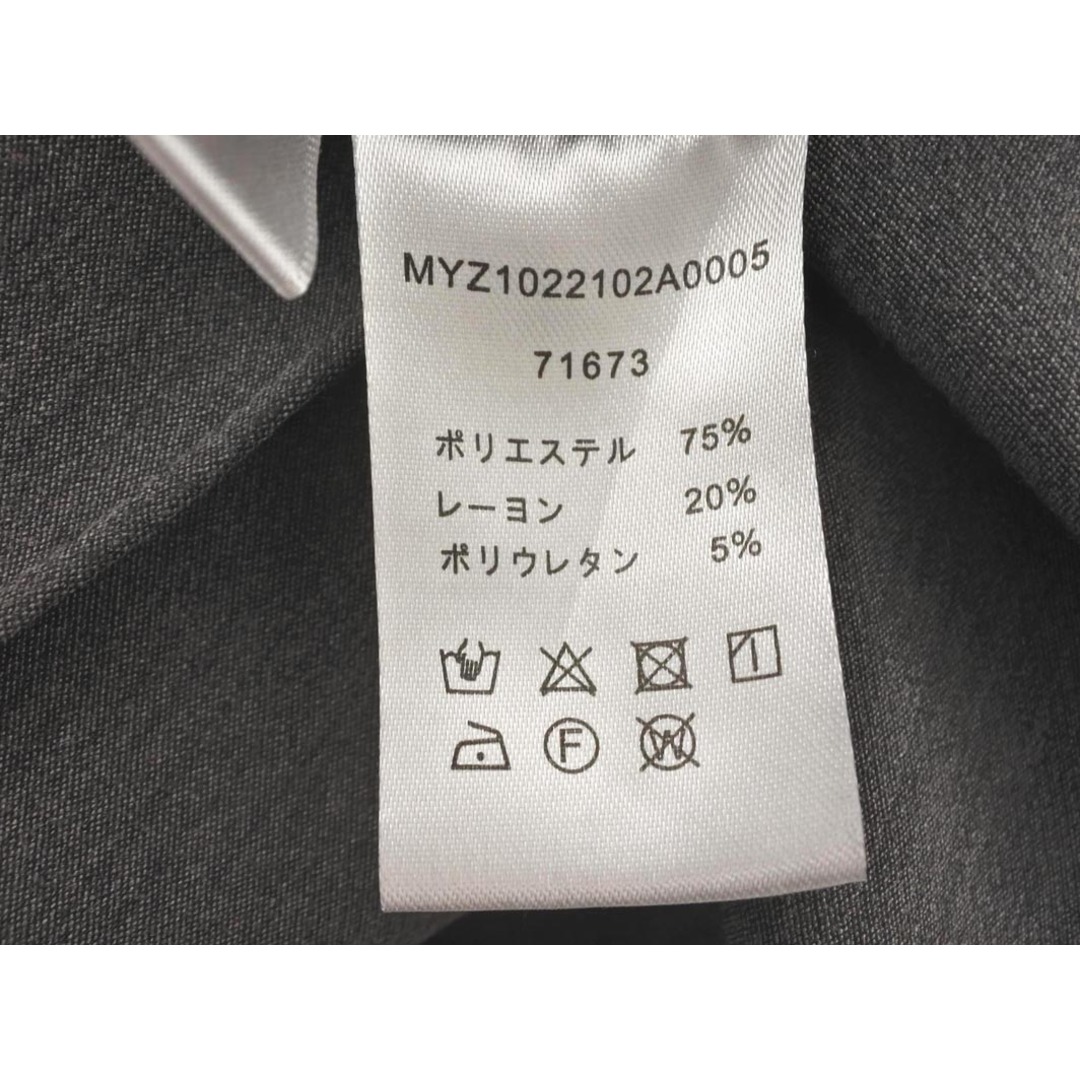 MYZ1022102A0005
71673
ポリエステル 75%
レーヨン 20%
ポリウレタン 5%
F W